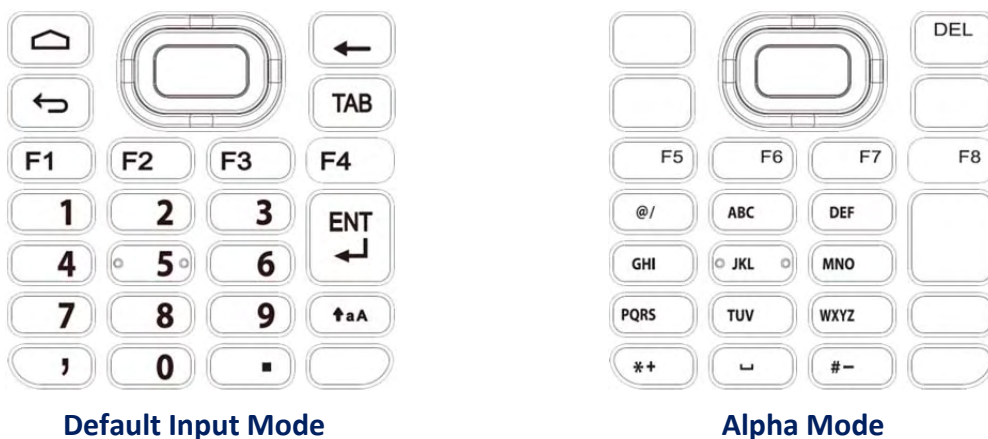 DEL
TAB
F1 F2 F3 F4
F5 F6 F7 F8
1 2 3 ENT
@/ ABC DEF
4 5 6
GHI JKL MNO
7 8 9 aA
PQRS TUV WXYZ
, 0 .
*+ ⎵ #-
Default Input Mode
Alpha Mode